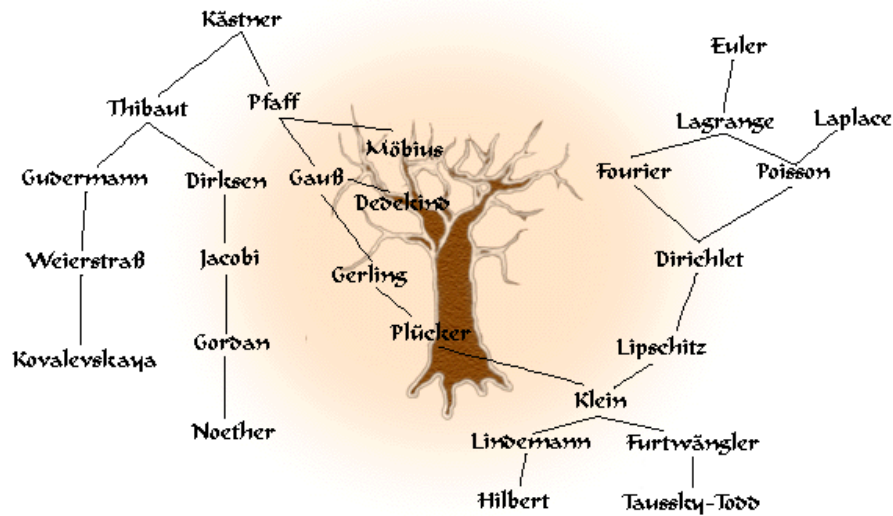 Kästner
Euler
Thibaut
Pfaff
Lagrange
Laplace
Möbius
Gudermann
Dirksen
Gauß
Fourier
Poisson
Dedekind
Weierstraß
Jacobi
Gerling
Dirichlet
Plücker
Kovalevskaya
Gordan
Lipschitz
Klein
Noether
Lindemann
Furtwängler
Hilbert
Taussky-Todd